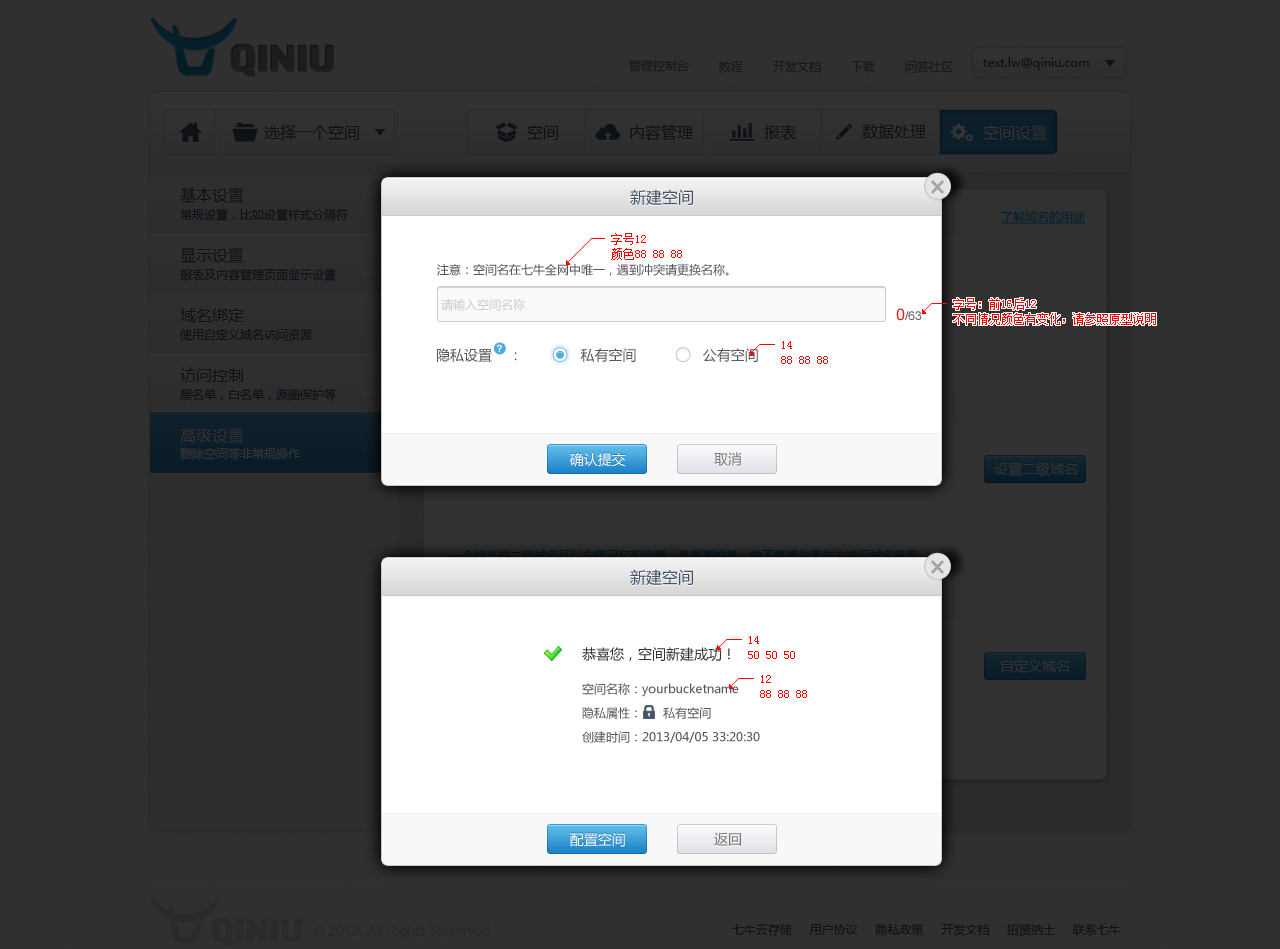 QINIU
管理控制台 教程 开发文档 下载 问答社区 text.lw@qiniu.com
选择一个空间 空间 内容管理 报表 数据处理 空间设置
基本设置
常规设置，比如设置样式分隔符
显示设置
报表及内容管理页面显示设置
域名绑定
使用自定义域名访问资源
访问控制
黑名单，白名单，源图保护等
高级设置
删除空间等非常规操作
了解域名的用途
新建空间
字号12
颜色88 88 88
注意：空间名在七牛全网中唯一，遇到冲突请更换名称。
请输入空间名称
0/63
字号：前16后12
不同情况颜色有变化，请参照原型说明
隐私设置?： 私有空间 公有空间
14
88 88 88
确认提交 取消
设置二级域名
新建空间
恭喜您，空间新建成功！
14
50 50 50
空间名称：yourbucketname
12
88 88 88
隐私属性： 私有空间
创建时间：2013/04/05 33:20:30
自定义域名
配置空间 返回
QINIU © 2012. All Rights Reserved.
七牛云存储 用户协议 隐私政策 开发文档 招贤纳士 联系七牛